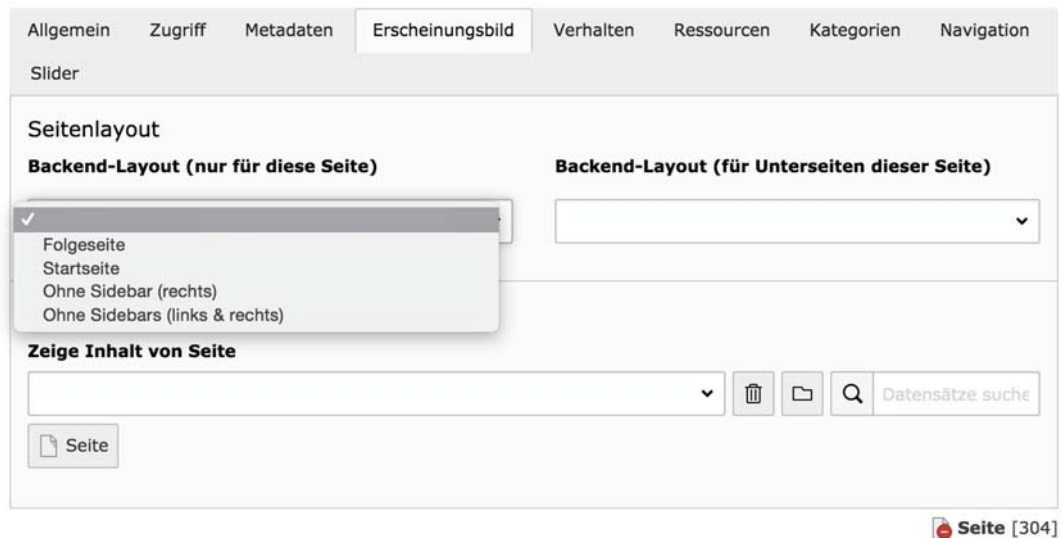 Allgemein Zugriff Metadaten Erscheinungsbild Verhalten Ressourcen Kategorien Navigation
Slider
Seitenlayout
Backend-Layout (nur für diese Seite) Backend-Layout (für Unterseiten dieser Seite)
Folgeseite
Startseite
Ohne Sidebar (rechts)
Ohne Sidebars (links & rechts)
Zeige Inhalt von Seite
Datensätze suche
Seite
Seite [304]